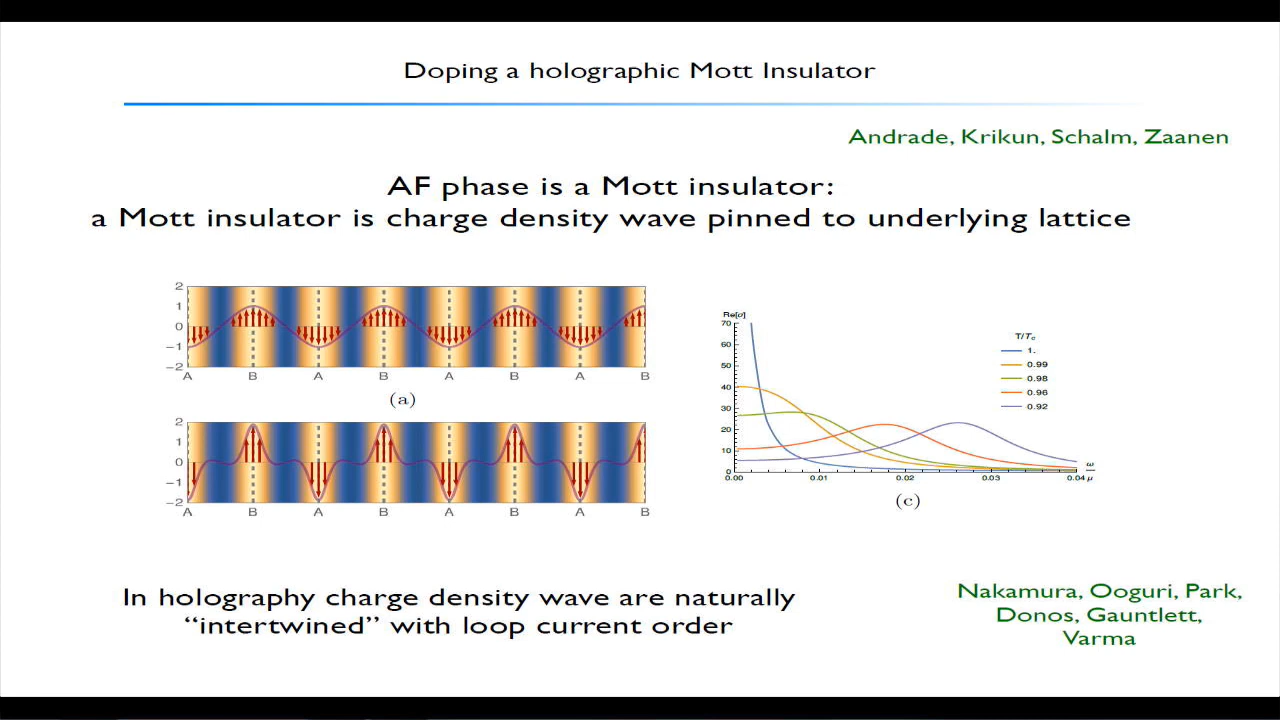 Doping a holographic Mott Insulator
Andrade, Krikun, Schalm, Zaanen
AF phase is a Mott insulator:
a Mott insulator is charge density wave pinned to underlying lattice
2
1
0
−1
−2
A B A B A B A B
(a)
2
1
0
−1
−2
A B A B A B A B
Re[σ]
70
60
50
40
30
20
10
0
0.00 0.01 0.02 0.03 0.04
ω
μ
T/Tc
1.
0.99
0.98
0.96
0.92
(c)
In holography charge density wave are naturally
“intertwined” with loop current order
Nakamura, Ooguri, Park,
Donos, Gauntlett,
Varma